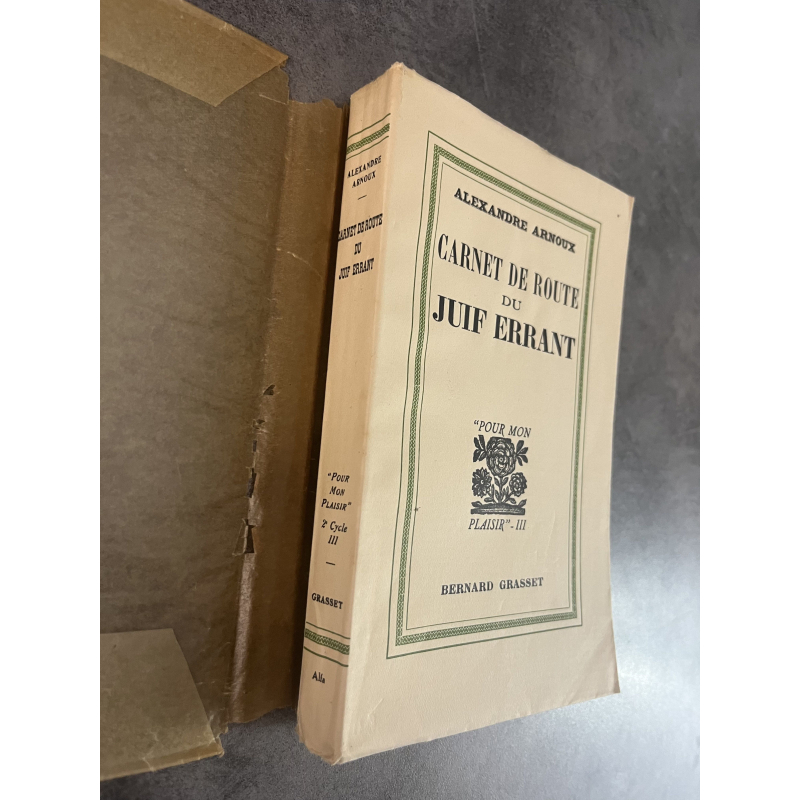 ALEXANDRE
ARNOUX
CARNET DE ROUTE
DU
JUIF ERRANT
"POUR
MON
PLAISIR"
2e Cycle
III
GRASSET
Alfa
ALEXANDRE ARNOUX
CARNET DE ROUTE
DU
JUIF ERRANT
"POUR MON
PLAISIR" - III
BERNARD GRASSET